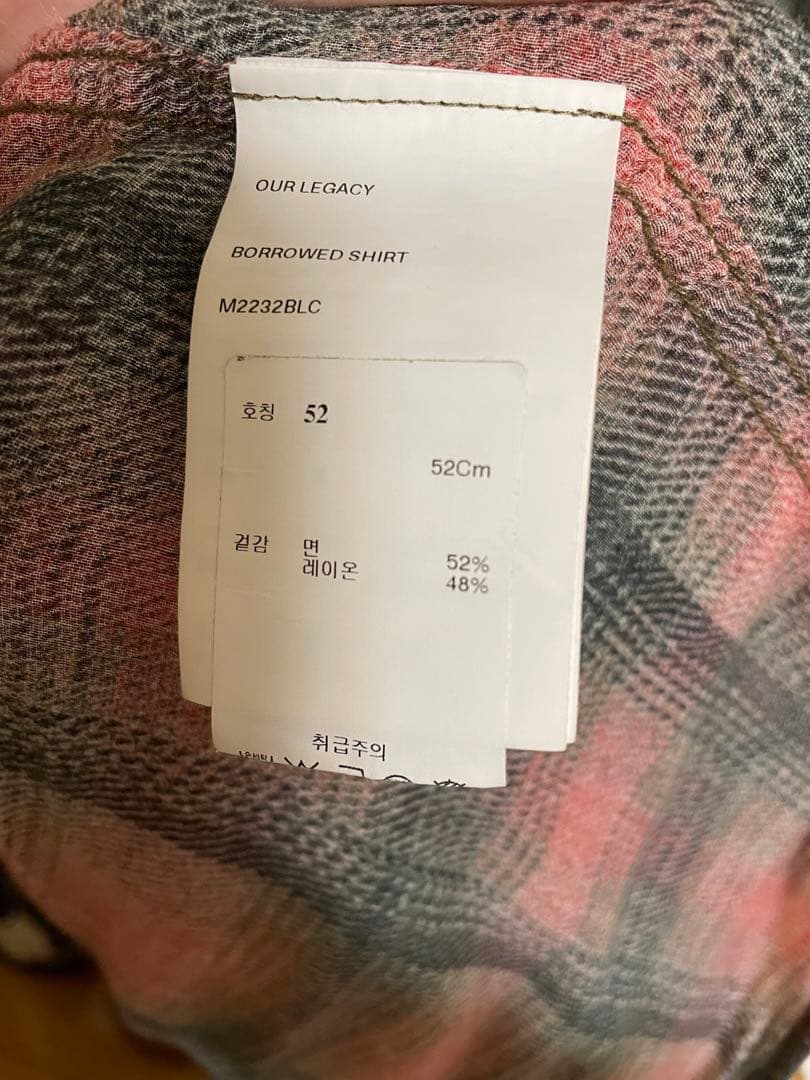 OUR LEGACY
BORROWED SHIRT
M2232BLC
호칭 52
52Cm
겉감 면 52%
레이온 48%
취급주의